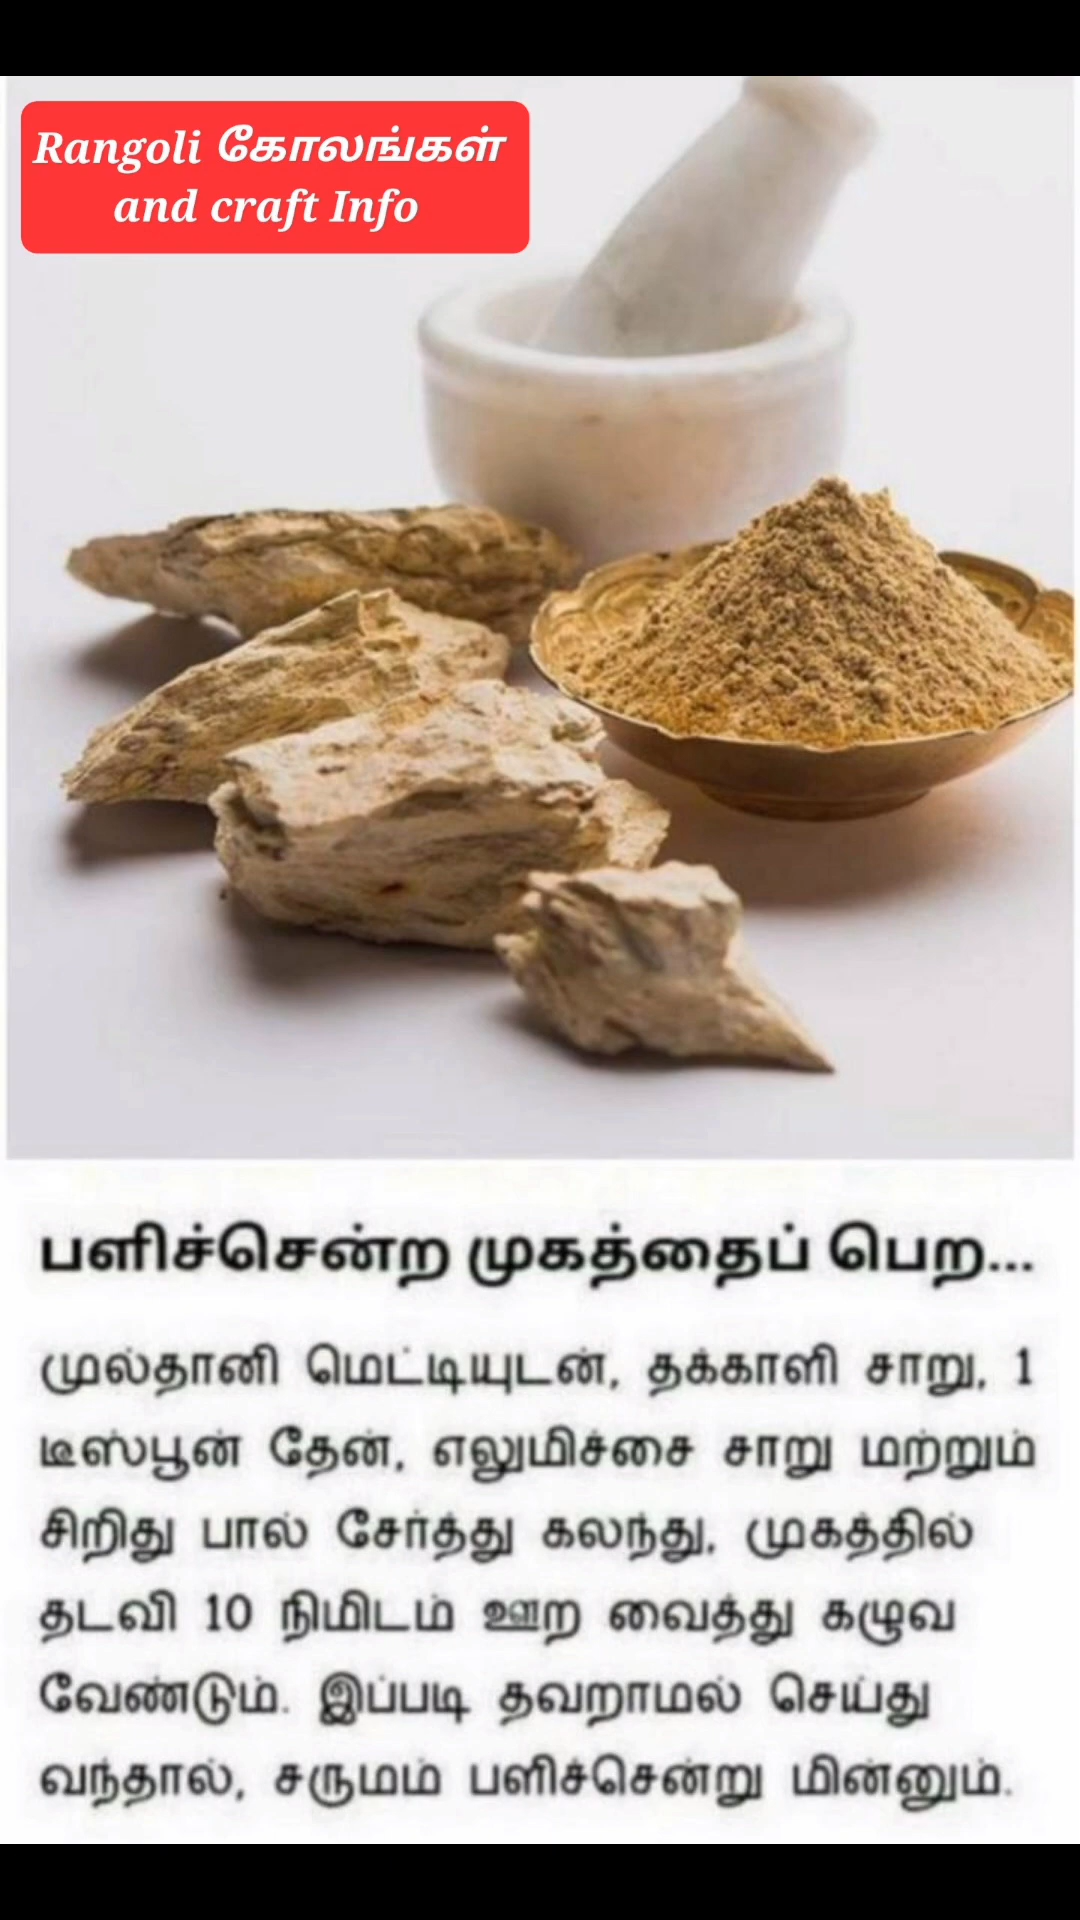 Rangoli கோலங்கள்
and craft Info
பளிச்சென்ற முகத்தைப் பெற...
முல்தானி மெட்டியுடன், தக்காளி சாறு, 1
டீஸ்பூன் தேன், எலுமிச்சை சாறு மற்றும்
சிறிது பால் சேர்த்து கலந்து, முகத்தில்
தடவி 10 நிமிடம் ஊற வைத்து கழுவ
வேண்டும். இப்படி தவறாமல் செய்து
வந்தால், சருமம் பளிச்சென்று மின்னும்.